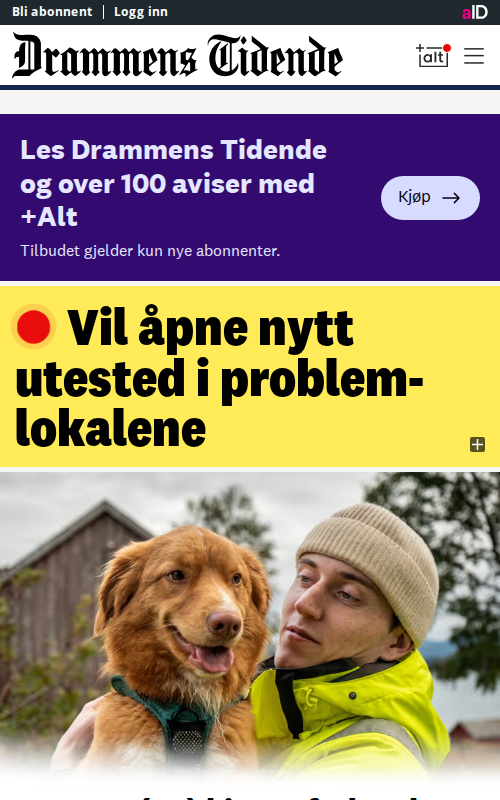 Bli abonnent
Logg inn
aID
Drammens Tidende
+alt
Les Drammens Tidende
og over 100 aviser med
+Alt
Kjøp
Tilbudet gjelder kun nye abonnenter.
Vil åpne nytt
utested i problem-
lokalene